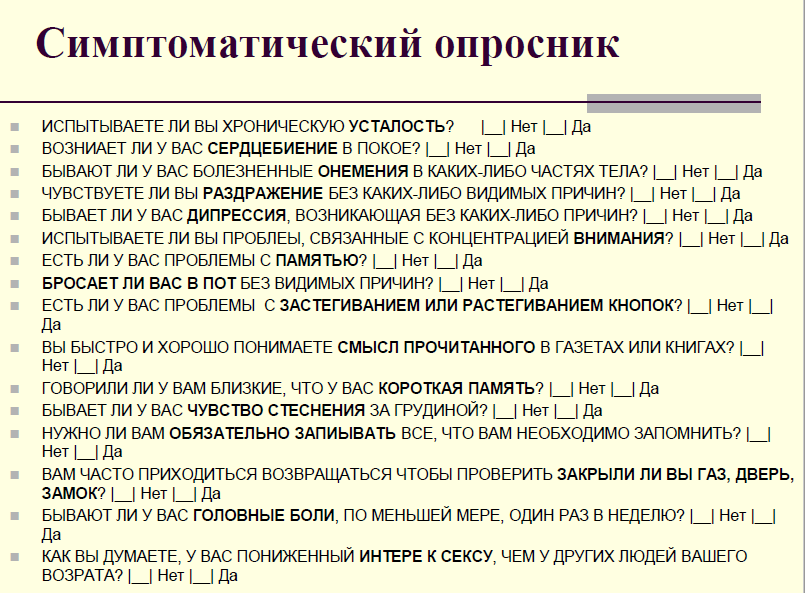 Симптоматический опросник
ИСПЫТЫВАЕТЕ ЛИ ВЫ ХРОНИЧЕСКУЮ УСТАЛОСТЬ? |__| Нет |__| Да
ВОЗНИАЕТ ЛИ У ВАС СЕРДЦЕБИЕНИЕ В ПОКОЕ? |__| Нет |__| Да
БЫВАЮТ ЛИ У ВАС БОЛЕЗНЕННЫЕ ОНЕМЕНИЯ В КАКИХ-ЛИБО ЧАСТЯХ ТЕЛА? |__| Нет |__| Да
ЧУВСТВУЕТЕ ЛИ ВЫ РАЗДРАЖЕНИЕ БЕЗ КАКИХ-ЛИБО ВИДИМЫХ ПРИЧИН? |__| Нет |__| Да
БЫВАЕТ ЛИ У ВАС ДИПРЕССИЯ, ВОЗНИКАЮЩАЯ БЕЗ КАКИХ-ЛИБО ПРИЧИН? |__| Нет |__| Да
ИСПЫТЫВАЕТЕ ЛИ ВЫ ПРОБЛЕЫ, СВЯЗАННЫЕ С КОНЦЕНТРАЦИЕЙ ВНИМАНИЯ? |__| Нет |__| Да
ЕСТЬ ЛИ У ВАС ПРОБЛЕМЫ С ПАМЯТЬЮ? |__| Нет |__| Да
БРОСАЕТ ЛИ ВАС В ПОТ БЕЗ ВИДИМЫХ ПРИЧИН? |__| Нет |__| Да
ЕСТЬ ЛИ У ВАС ПРОБЛЕМЫ С ЗАСТЕГИВАНИЕМ ИЛИ РАСТЕГИВАНИЕМ КНОПОК? |__| Нет |__|
Да
ВЫ БЫСТРО И ХОРОШО ПОНИМАЕТЕ СМЫСЛ ПРОЧИТАННОГО В ГАЗЕТАХ ИЛИ КНИГАХ? |__|
Нет |__| Да
ГОВОРИЛИ ЛИ У ВАМ БЛИЗКИЕ, ЧТО У ВАС КОРОТКАЯ ПАМЯТЬ? |__| Нет |__| Да
БЫВАЕТ ЛИ У ВАС ЧУВСТВО СТЕСНЕНИЯ ЗА ГРУДИНОЙ? |__| Нет |__| Да
НУЖНО ЛИ ВАМ ОБЯЗАТЕЛЬНО ЗАПИЫВАТЬ ВСЕ, ЧТО ВАМ НЕОБХОДИМО ЗАПОМНИТЬ? |__|
Нет |__| Да
ВАМ ЧАСТО ПРИХОДИТЬСЯ ВОЗВРАЩАТЬСЯ ЧТОБЫ ПРОВЕРИТЬ ЗАКРЫЛИ ЛИ ВЫ ГАЗ, ДВЕРЬ,
ЗАМОК? |__| Нет |__| Да
БЫВАЮТ ЛИ У ВАС ГОЛОВНЫЕ БОЛИ, ПО МЕНЬШЕЙ МЕРЕ, ОДИН РАЗ В НЕДЕЛЮ? |__| Нет |__|
Да
КАК ВЫ ДУМАЕТЕ, У ВАС ПОНИЖЕННЫЙ ИНТЕРЕ К СЕКСУ, ЧЕМ У ДРУГИХ ЛЮДЕЙ ВАШЕГО
ВОЗРАТА? |__| Нет |__| Да